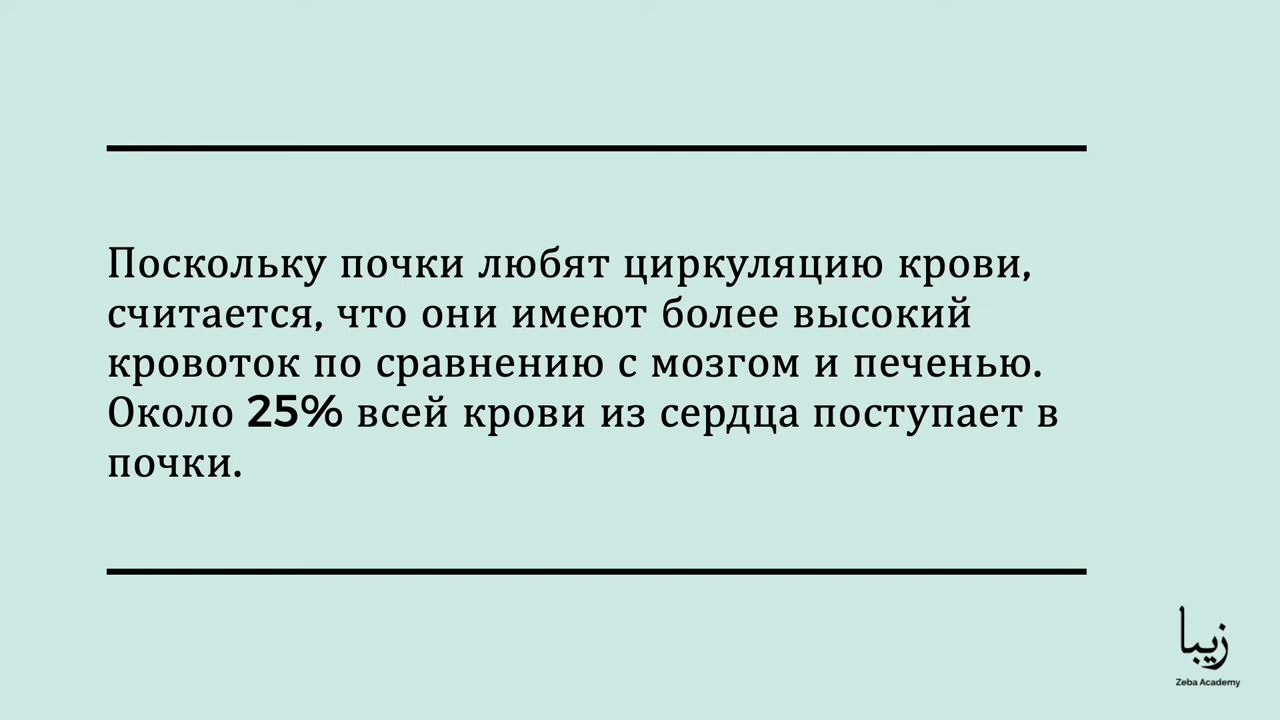 Поскольку почки любят циркуляцию крови,
считается, что они имеют более высокий
кровоток по сравнению с мозгом и печенью.
Около 25% всей крови из сердца поступает в
почки.
زیبا
Zeba Academy